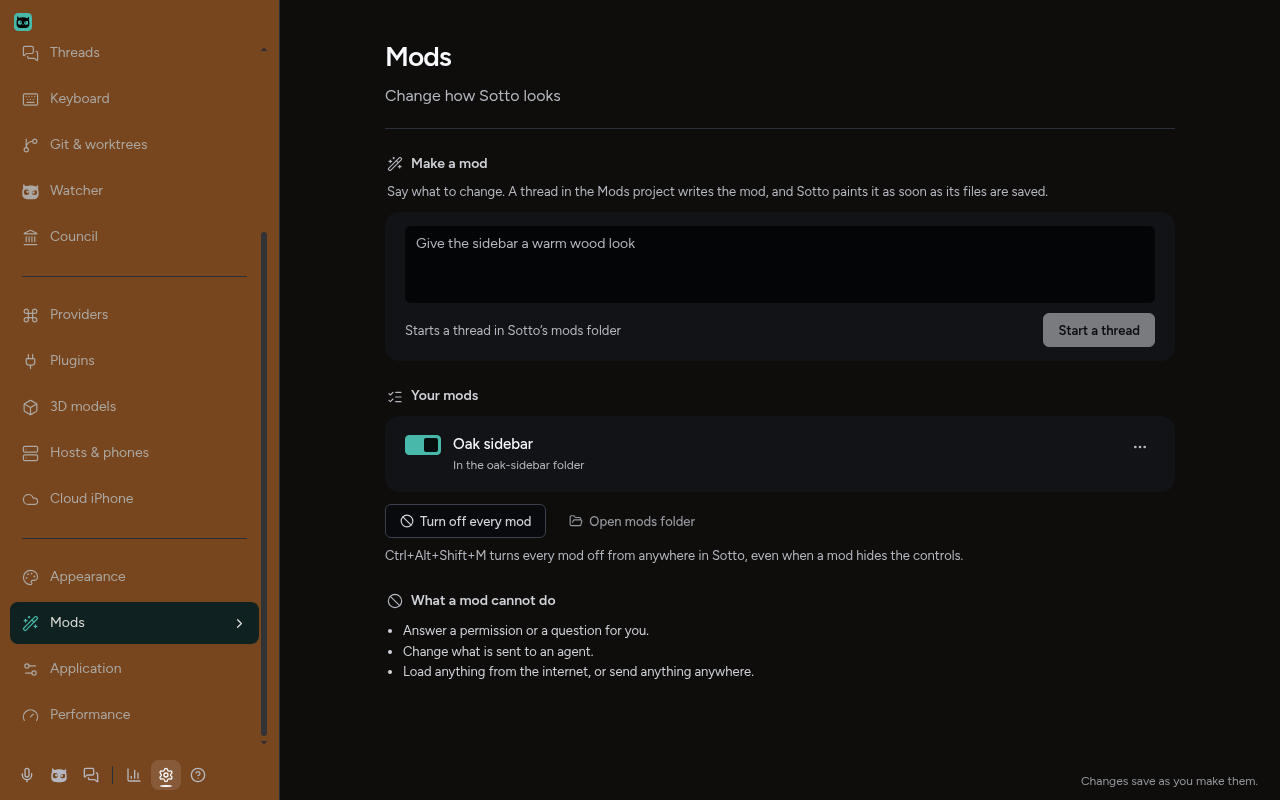 Threads
Keyboard
Git & worktrees
Watcher
Council
Providers
Plugins
3D models
Hosts & phones
Cloud iPhone
Appearance
Mods
Application
Performance
Mods
Change how Sotto looks
Make a mod
Say what to change. A thread in the Mods project writes the mod, and Sotto paints it as soon as its files are saved.
Give the sidebar a warm wood look
Starts a thread in Sotto’s mods folder
Start a thread
Your mods
Oak sidebar
In the oak-sidebar folder
Turn off every mod
Open mods folder
Ctrl+Alt+Shift+M turns every mod off from anywhere in Sotto, even when a mod hides the controls.
What a mod cannot do
• Answer a permission or a question for you.
• Change what is sent to an agent.
• Load anything from the internet, or send anything anywhere.
Changes save as you make them.